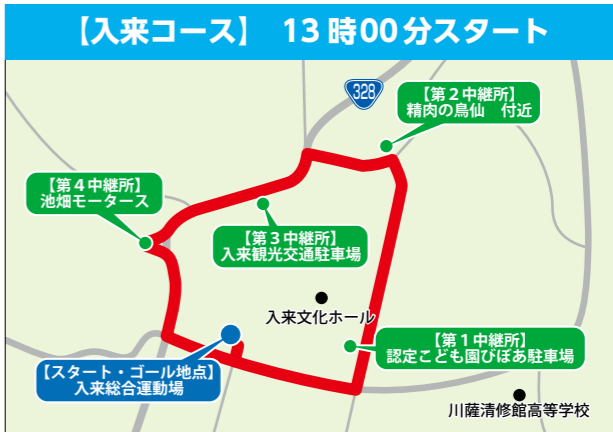 【入来コース】 13時00分スタート
328
【第2中継所】
精肉の鳥仙 付近
【第4中継所】
池畑モータース
【第3中継所】
入来観光交通駐車場
入来文化ホール
【第1中継所】
認定こども園びぼあ駐車場
【スタート・ゴール地点】
入来総合運動場
川薩清修館高等学校